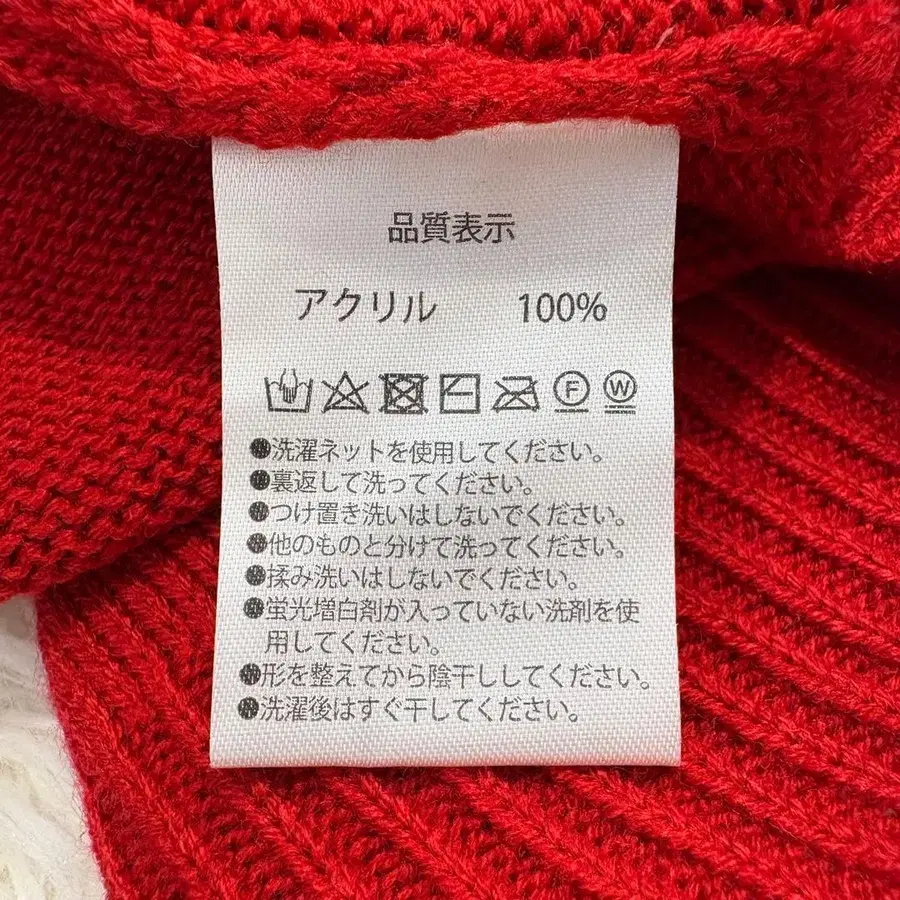 品質表示
アクリル 100%
F W
●洗濯ネットを使用してください。
●裏返して洗ってください。
●つけ置き洗いはしないでください。
●他のものと分けて洗ってください。
●揉み洗いはしないでください。
●蛍光増白剤が入っていない洗剤を使
用してください。
●形を整えてから陰干ししてください。
●洗濯後はすぐ干してください。